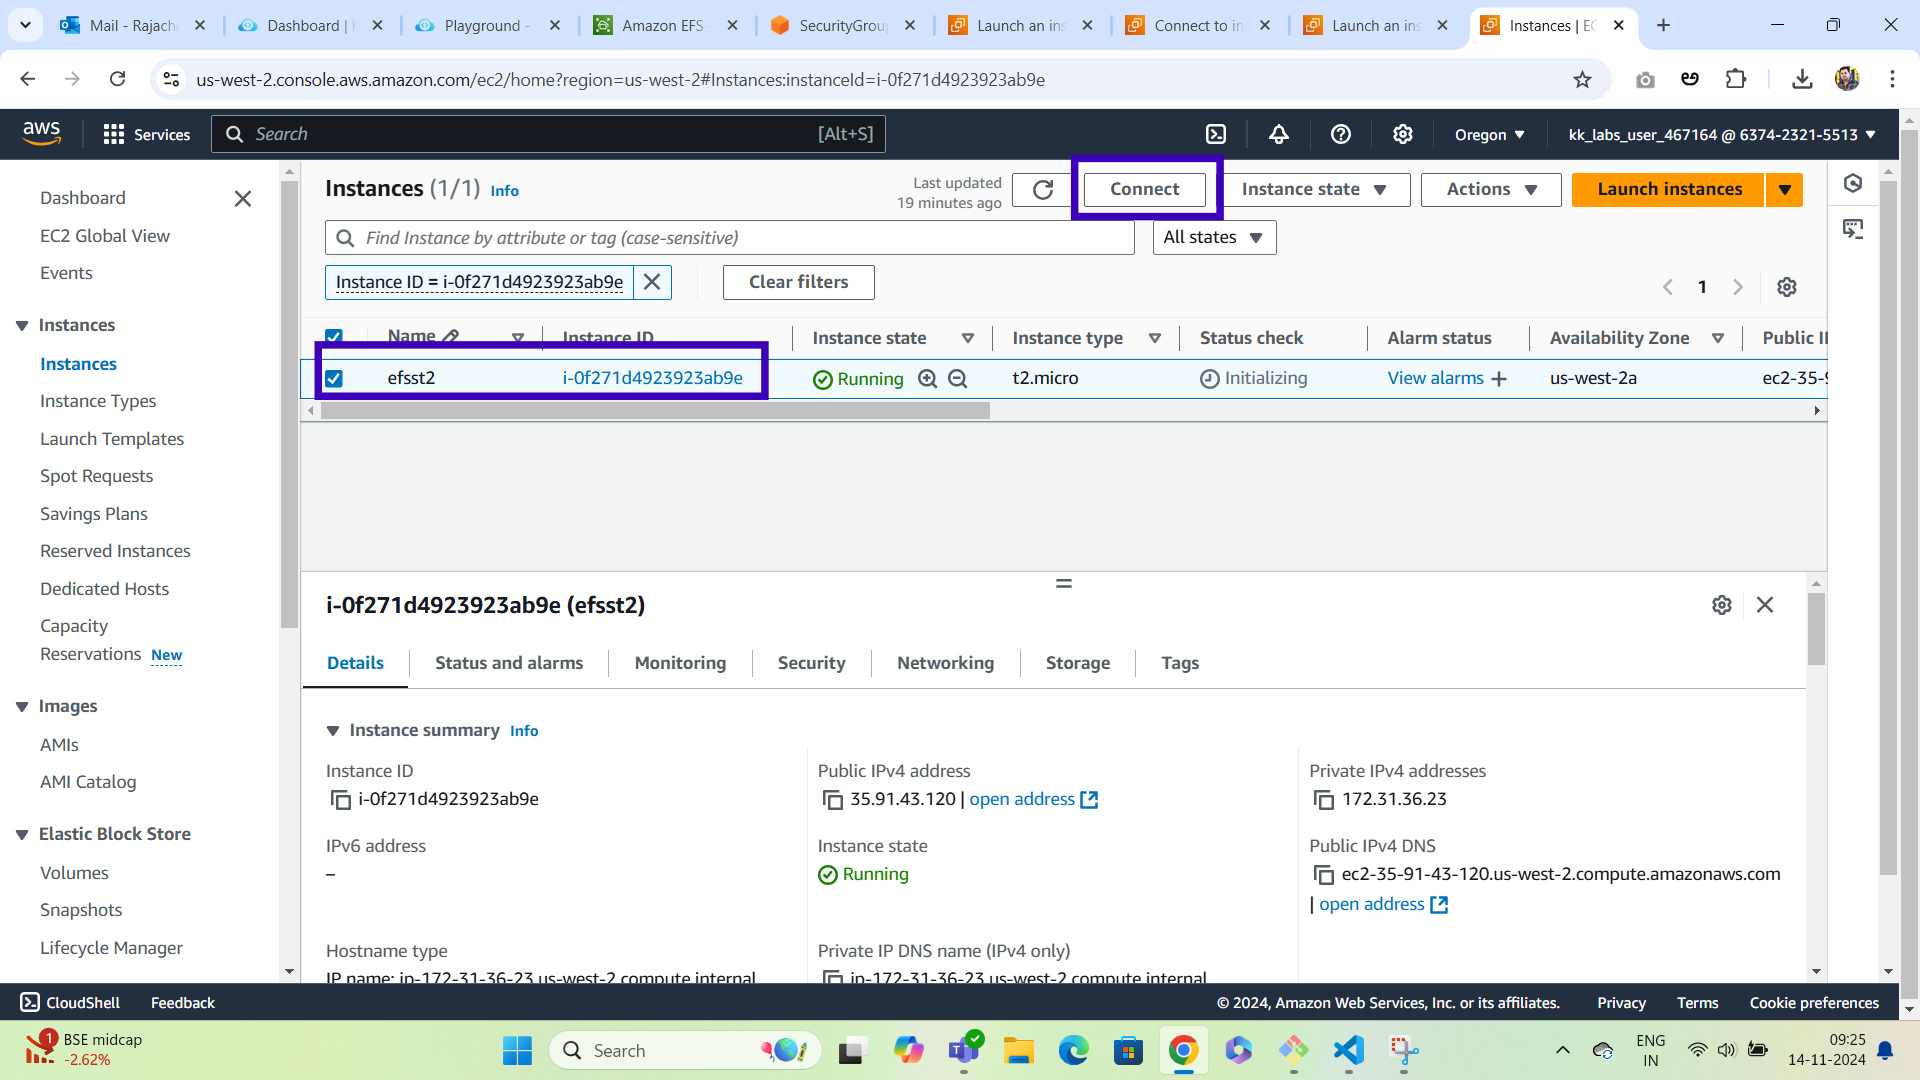 Mail - Rajacha
Dashboard |
Playground -
Amazon EFS -
SecurityGrou
Launch an ins
Connect to in
Launch an ins
Instances | EC
us-west-2.console.aws.amazon.com/ec2/home?region=us-west-2#Instances:instanceId=i-0f271d4923923ab9e
aws
Services
Search
[Alt+S]
Oregon
kk_labs_user_467164 @ 6374-2321-5513
Dashboard
EC2 Global View
Events
Instances
Instances
Instance Types
Launch Templates
Spot Requests
Savings Plans
Reserved Instances
Dedicated Hosts
Capacity
Reservations New
Images
AMIs
AMI Catalog
Elastic Block Store
Volumes
Snapshots
Lifecycle Manager
Instances (1/1) Info
Last updated
19 minutes ago
Connect
Instance state
Actions
Launch instances
Find Instance by attribute or tag (case-sensitive)
All states
Instance ID = i-0f271d4923923ab9e
Clear filters
1
Name
Instance ID
Instance state
Instance type
Status check
Alarm status
Availability Zone
Public I
efsst2
i-0f271d4923923ab9e
Running
t2.micro
Initializing
View alarms
us-west-2a
ec2-35-9
i-0f271d4923923ab9e (efsst2)
Details
Status and alarms
Monitoring
Security
Networking
Storage
Tags
Instance summary Info
Instance ID
i-0f271d4923923ab9e
Public IPv4 address
35.91.43.120 | open address
Private IPv4 addresses
172.31.36.23
IPv6 address
–
Instance state
Running
Public IPv4 DNS
ec2-35-91-43-120.us-west-2.compute.amazonaws.com
| open address
Hostname type
IP name: ip-172-31-36-23.us-west-2.compute.internal
Private IP DNS name (IPv4 only)
ip-172-31-36-23.us-west-2.compute.internal
CloudShell
Feedback
© 2024, Amazon Web Services, Inc. or its affiliates.
Privacy
Terms
Cookie preferences
1
BSE midcap
-2.62%
Search
ENG
IN
09:25
14-11-2024